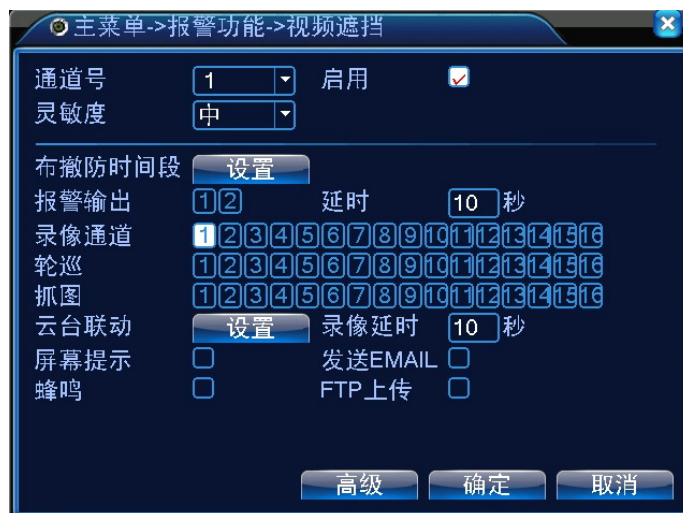 主菜单->报警功能->视频遮挡
通道号 1 启用
灵敏度 中
布撤防时间段 设置
报警输出 1 2 延时 10 秒
录像通道 1 2 3 4 5 6 7 8 9 10 11 12 13 14 15 16
轮巡 1 2 3 4 5 6 7 8 9 10 11 12 13 14 15 16
抓图 1 2 3 4 5 6 7 8 9 10 11 12 13 14 15 16
云台联动 设置 录像延时 10 秒
屏幕提示 发送EMAIL
蜂鸣 FTP上传
高级 确定 取消